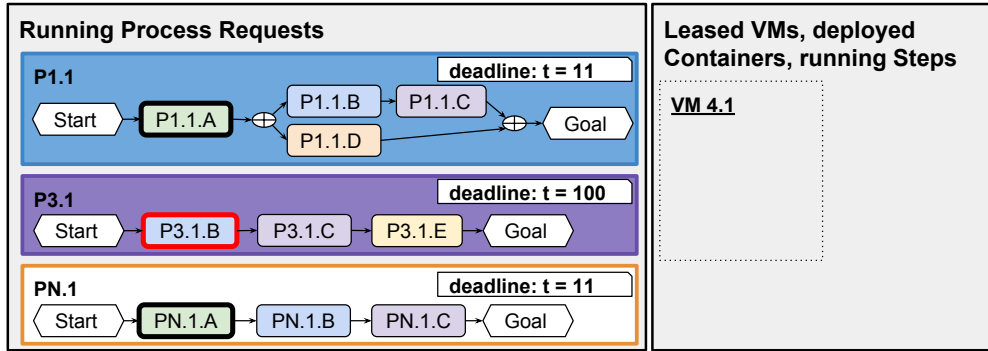 Running Process Requests
P1.1
deadline: t = 11
Start
P1.1.A
P1.1.B
P1.1.C
P1.1.D
Goal
P3.1
deadline: t = 100
Start
P3.1.B
P3.1.C
P3.1.E
Goal
PN.1
deadline: t = 11
Start
PN.1.A
PN.1.B
PN.1.C
Goal
Leased VMs, deployed
Containers, running Steps
VM 4.1